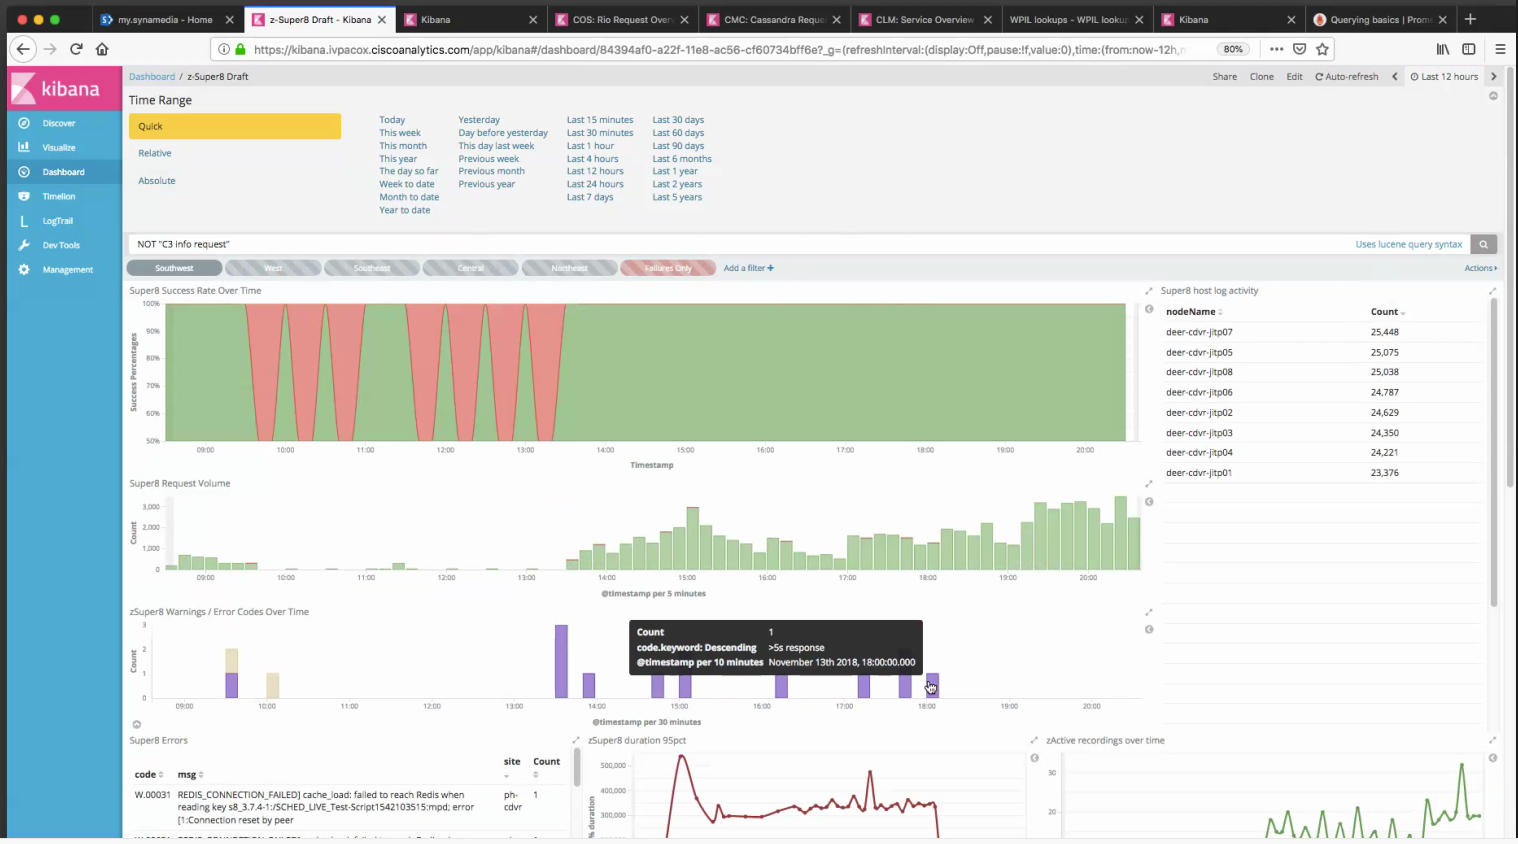 my.synamedia - Home
z-Super8 Draft - Kibana
Kibana
COS: Rio Request Over
CMC: Cassandra Reque
CLM: Service Overview
WPIL lookups - WPIL looku
Kibana
Querying basics | Prom
https://kibana.ivpacox.ciscoanalytics.com/app/kibana#/dashboard/84394af0-a22f-11e8-ac56-cf60734bff6e?_g=(refreshInterval:(display:Off,pause:!f,value:0),time:(from:now-12h,
80%
kibana
Discover
Visualize
Dashboard
Timelion
LogTrail
Dev Tools
Management
Dashboard / z-Super8 Draft
Share Clone Edit Auto-refresh Last 12 hours
Time Range
Quick
Relative
Absolute
Today
This week
This month
This year
The day so far
Week to date
Month to date
Year to date
Yesterday
Day before yesterday
This day last week
Previous week
Previous month
Previous year
Last 15 minutes
Last 30 minutes
Last 1 hour
Last 4 hours
Last 12 hours
Last 24 hours
Last 7 days
Last 30 days
Last 60 days
Last 90 days
Last 6 months
Last 1 year
Last 2 years
Last 5 years
NOT "C3 info request"
Uses lucene query syntax
Southwest West Southeast Central Northeast Failures Only Add a filter +
Actions
Super8 Success Rate Over Time
Success Percentages
100%
90%
80%
70%
60%
50%
09:00 10:00 11:00 12:00 13:00 14:00 15:00 16:00 17:00 18:00 19:00 20:00
Timestamp
Super8 Request Volume
Count
3,000
2,000
1,000
0
09:00 10:00 11:00 12:00 13:00 14:00 15:00 16:00 17:00 18:00 19:00 20:00
@timestamp per 5 minutes
zSuper8 Warnings / Error Codes Over Time
Count
3
2
1
0
Count 1
code.keyword: Descending >5s response
@timestamp per 10 minutes November 13th 2018, 18:00:00.000
09:00 10:00 11:00 12:00 13:00 14:00 15:00 16:00 17:00 18:00 19:00 20:00
@timestamp per 30 minutes
Super8 host log activity
nodeName Count
deer-cdvr-jitp07 25,448
deer-cdvr-jitp05 25,075
deer-cdvr-jitp08 25,038
deer-cdvr-jitp06 24,787
deer-cdvr-jitp02 24,629
deer-cdvr-jitp03 24,350
deer-cdvr-jitp04 24,221
deer-cdvr-jitp01 23,376
Super8 Errors
code msg site Count
W.00031 REDIS_CONNECTION_FAILED] cache_load: failed to reach Redis when ph- 1
reading key s8_3.7.4-1:/SCHED_LIVE_Test-Script1542103515:mpd; error cdvr
[1:Connection reset by peer
zSuper8 duration 95pct
% duration
500,000
400,000
300,000
zActive recordings over time
30
20